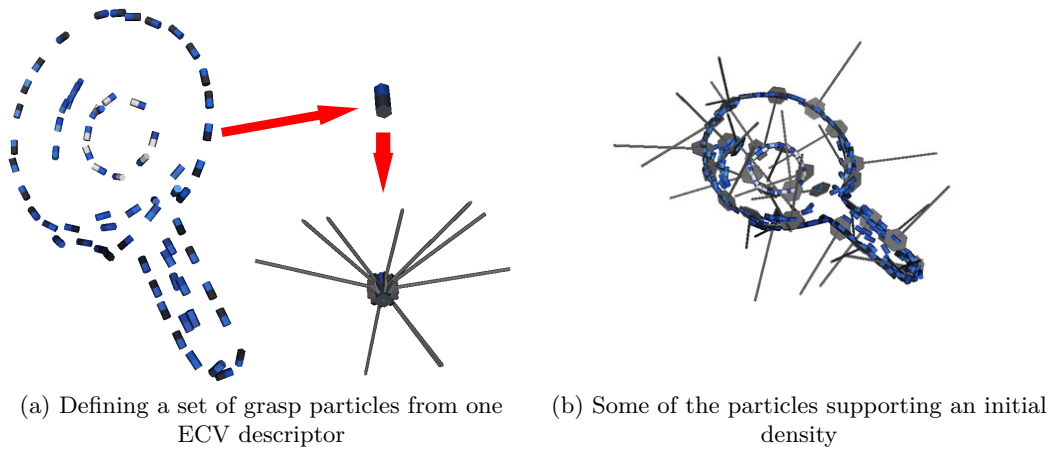 (a) Defining a set of grasp particles from one
ECV descriptor
(b) Some of the particles supporting an initial
density